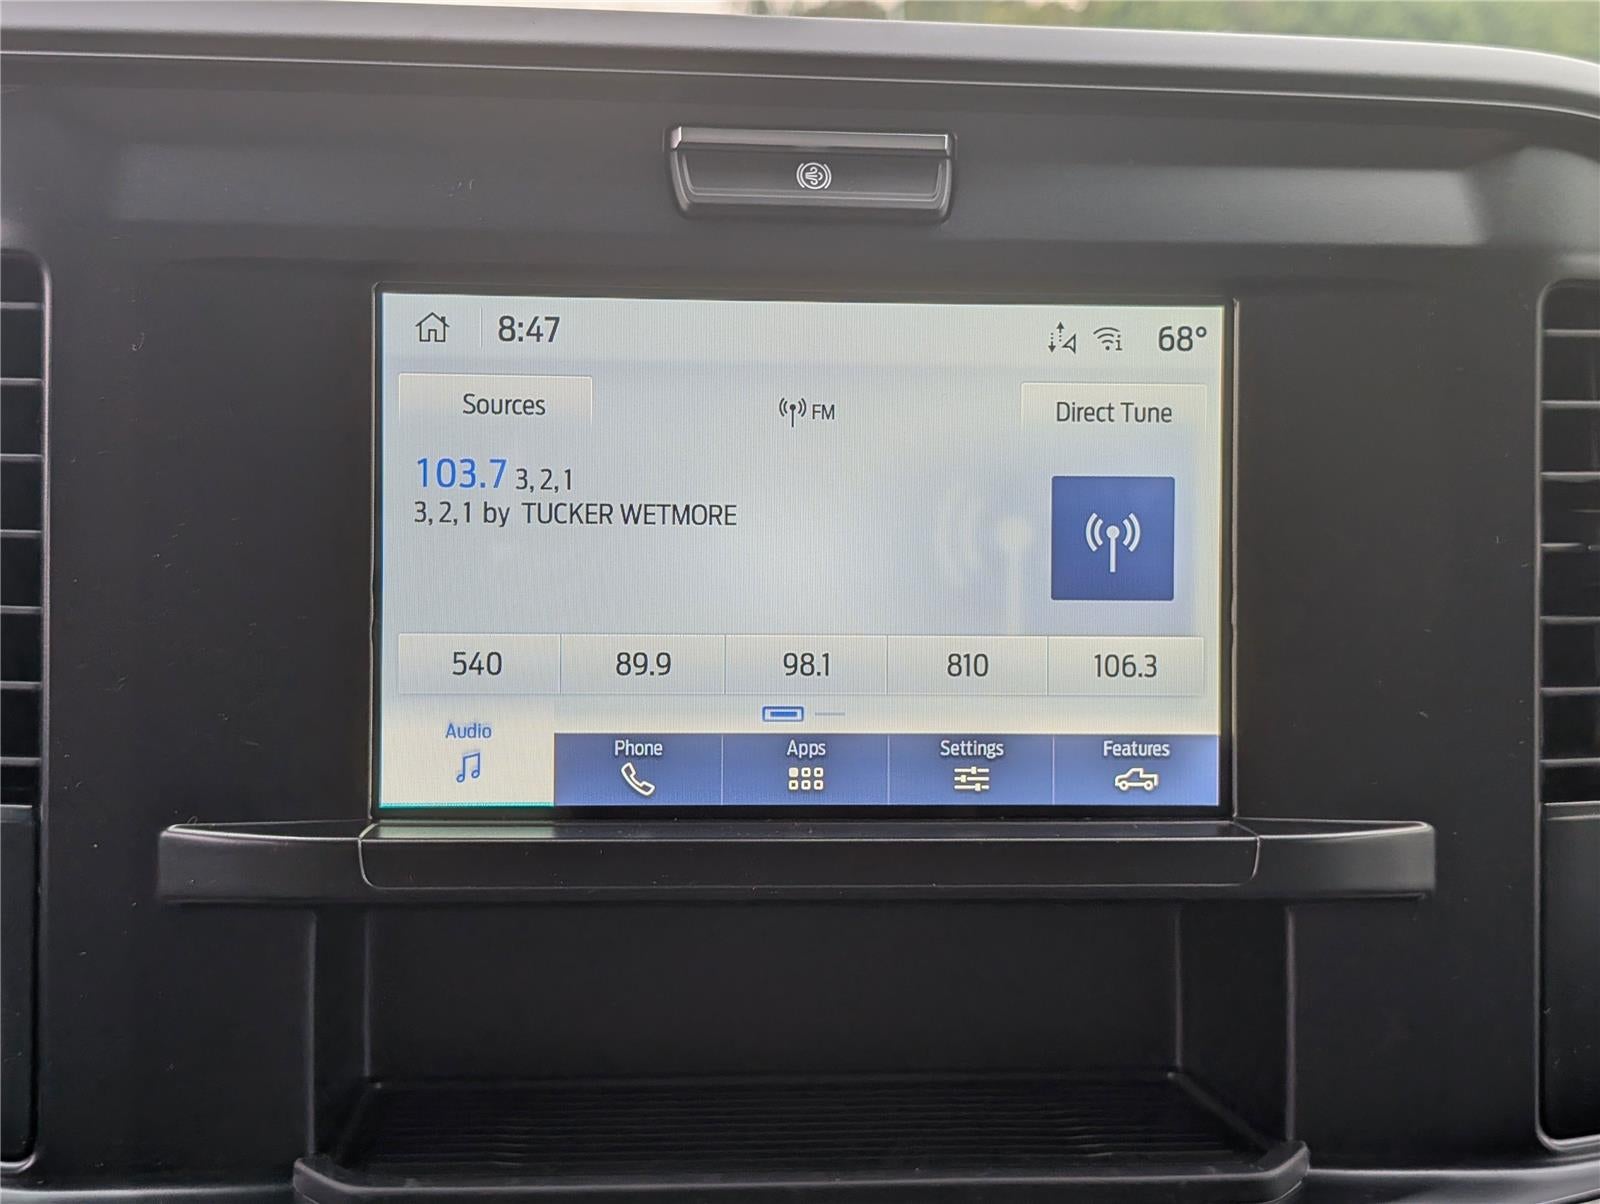 8:47 68°
Sources FM Direct Tune
103.7 3, 2, 1
3, 2, 1 by TUCKER WETMORE
540 89.9 98.1 810 106.3
Audio Phone Apps Settings Features